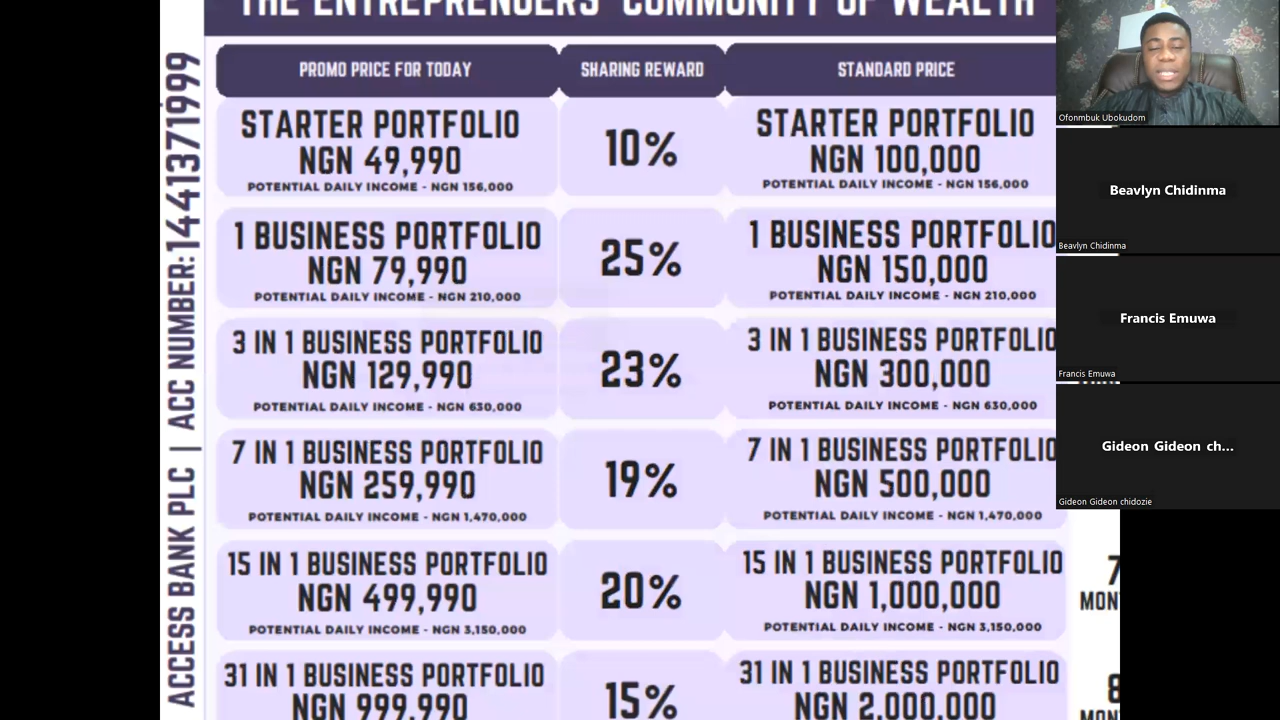 THE ENTREPRENUERS' COMMUNITY OF WEALTH
ACCESS BANK PLC | ACC NUMBER:1441371999
PROMO PRICE FOR TODAY
SHARING REWARD
STANDARD PRICE
STARTER PORTFOLIO
NGN 49,990
POTENTIAL DAILY INCOME - NGN 156,000
10%
STARTER PORTFOLIO
NGN 100,000
POTENTIAL DAILY INCOME - NGN 156,000
1 BUSINESS PORTFOLIO
NGN 79,990
POTENTIAL DAILY INCOME - NGN 210,000
25%
1 BUSINESS PORTFOLIO
NGN 150,000
POTENTIAL DAILY INCOME - NGN 210,000
3 IN 1 BUSINESS PORTFOLIO
NGN 129,990
POTENTIAL DAILY INCOME - NGN 630,000
23%
3 IN 1 BUSINESS PORTFOLIO
NGN 300,000
POTENTIAL DAILY INCOME - NGN 630,000
7 IN 1 BUSINESS PORTFOLIO
NGN 259,990
POTENTIAL DAILY INCOME - NGN 1,470,000
19%
7 IN 1 BUSINESS PORTFOLIO
NGN 500,000
POTENTIAL DAILY INCOME - NGN 1,470,000
15 IN 1 BUSINESS PORTFOLIO
NGN 499,990
POTENTIAL DAILY INCOME - NGN 3,150,000
20%
15 IN 1 BUSINESS PORTFOLIO
NGN 1,000,000
POTENTIAL DAILY INCOME - NGN 3,150,000
7
MON
31 IN 1 BUSINESS PORTFOLIO
NGN 999,990
15%
31 IN 1 BUSINESS PORTFOLIO
NGN 2,000,000
8
MON
Ofonmbuk Ubokudom
Beavlyn Chidinma
Beavlyn Chidinma
Francis Emuwa
Francis Emuwa
Gideon Gideon ch...
Gideon Gideon chidozie